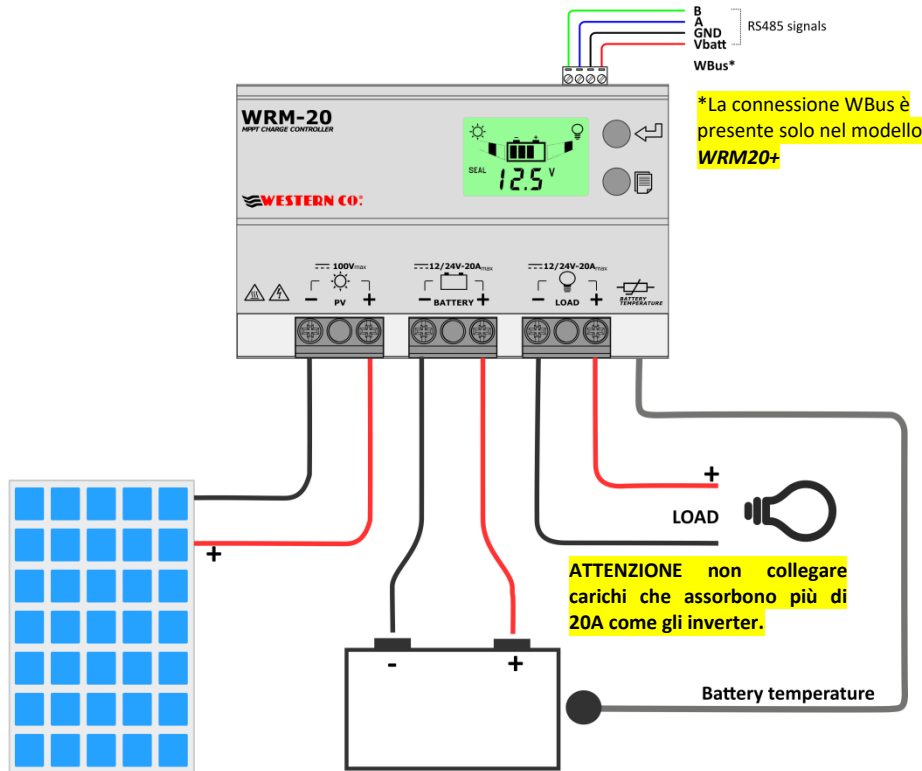 B
A
GND
Vbatt
RS485 signals
WBus*
*La connessione WBus è
presente solo nel modello
WRM20+
WRM-20
MPPT CHARGE CONTROLLER
SEAL 12.5 V
WESTERN CO.
100Vmax
12/24V-20Amax
12/24V-20Amax
- PV +
- BATTERY +
- LOAD +
BATTERY
TEMPERATURE
+
LOAD
+
ATTENZIONE non collegare
carichi che assorbono più di
20A come gli inverter.
- +
Battery temperature